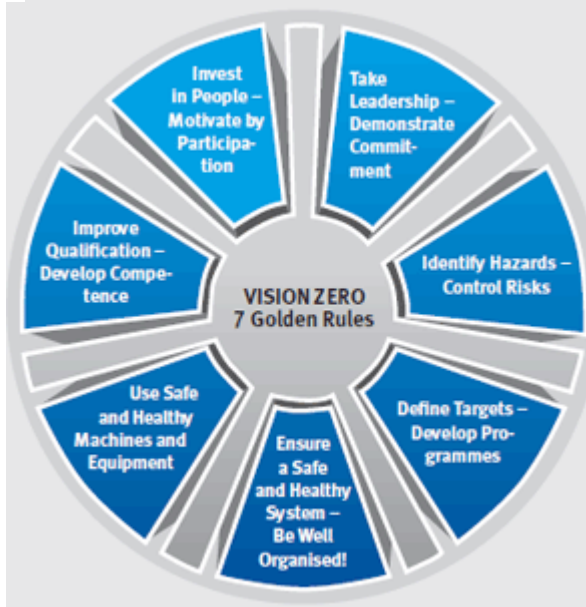 VISION ZERO
7 Golden Rules
Take
Leadership –
Demonstrate
Commit-
ment
Identify Hazards –
Control Risks
Define Targets –
Develop Pro-
grammes
Ensure
a Safe
and Healthy
System –
Be Well
Organised!
Use Safe
and Healthy
Machines and
Equipment
Improve
Qualification –
Develop Compe-
tence
Invest
in People –
Motivate by
Participa-
tion